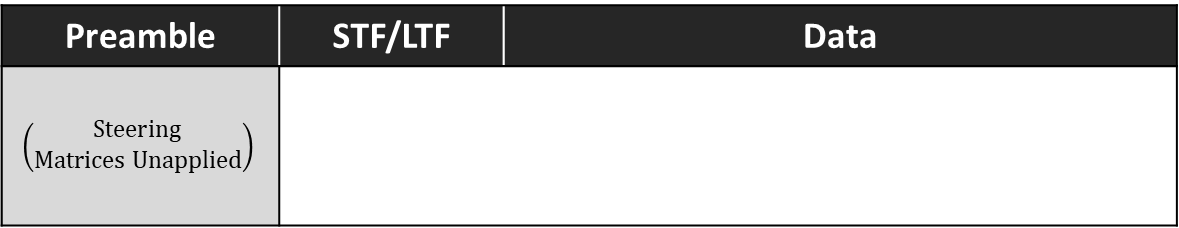 Preamble STF/LTF Data
(Steering
Matrices Unapplied)